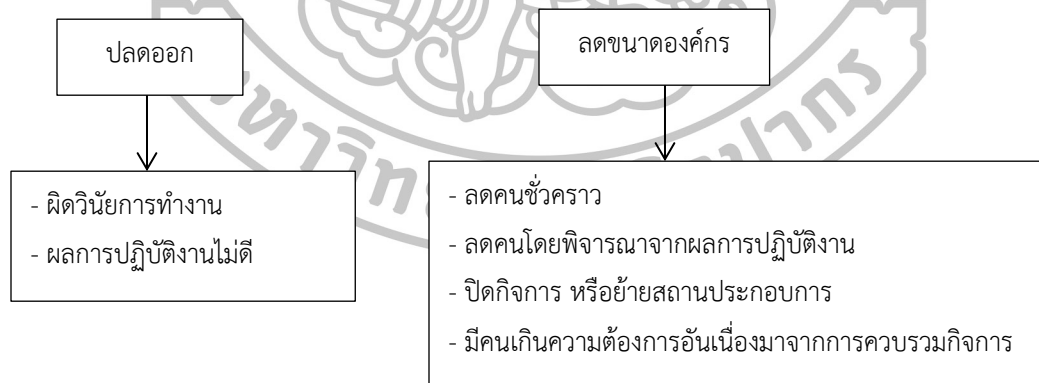 ปลดออก
ลดขนาดองค์กร
- ผิดวินัยการทำงาน
- ผลการปฏิบัติงานไม่ดี
- ลดคนชั่วคราว
- ลดคนโดยพิจารณาจากผลการปฏิบัติงาน
- ปิดกิจการ หรือย้ายสถานประกอบการ
- มีคนเกินความต้องการอันเนื่องมาจากการควบรวมกิจการ